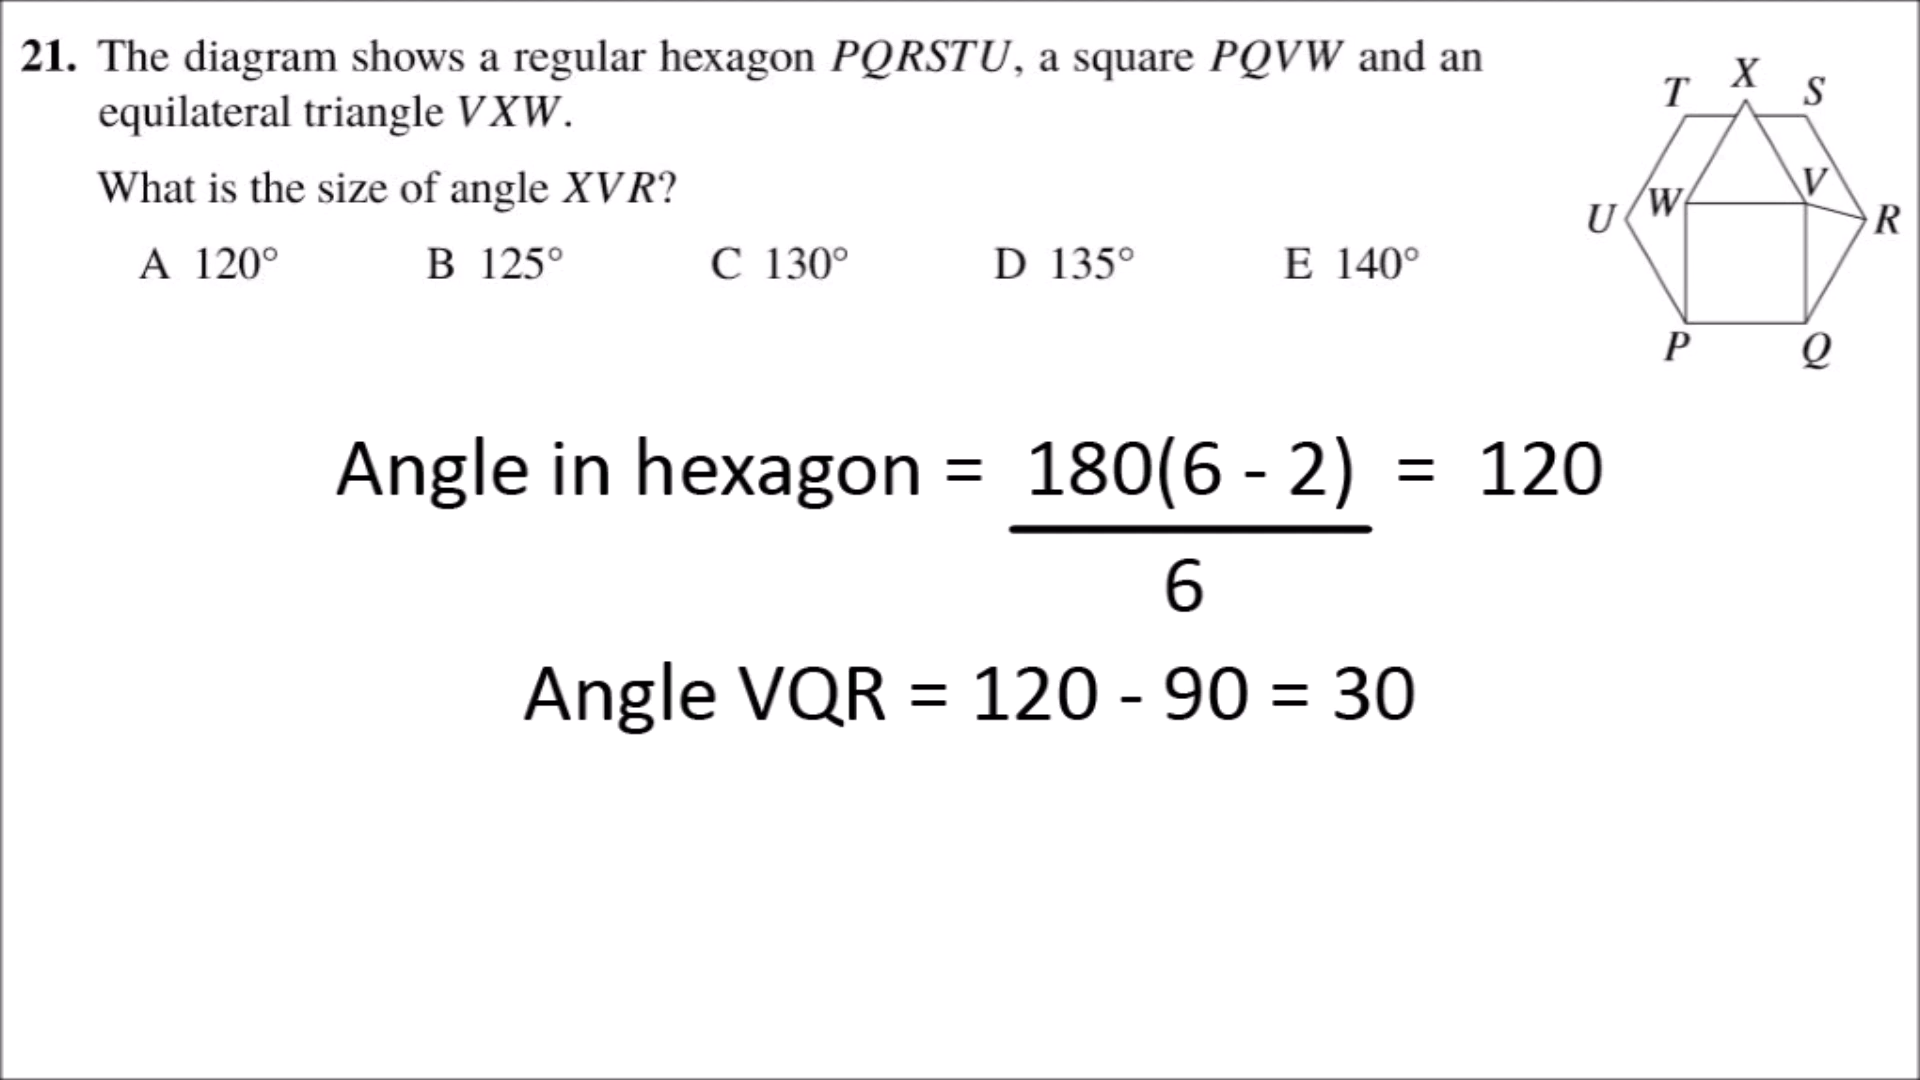 21. The diagram shows a regular hexagon PQRSTU, a square PQVW and an
equilateral triangle VXW.
What is the size of angle XVR?
A 120° B 125° C 130° D 135° E 140°
T X S
U W V R
P Q
Angle in hexagon = 180(6 - 2) = 120
6
Angle VQR = 120 - 90 = 30